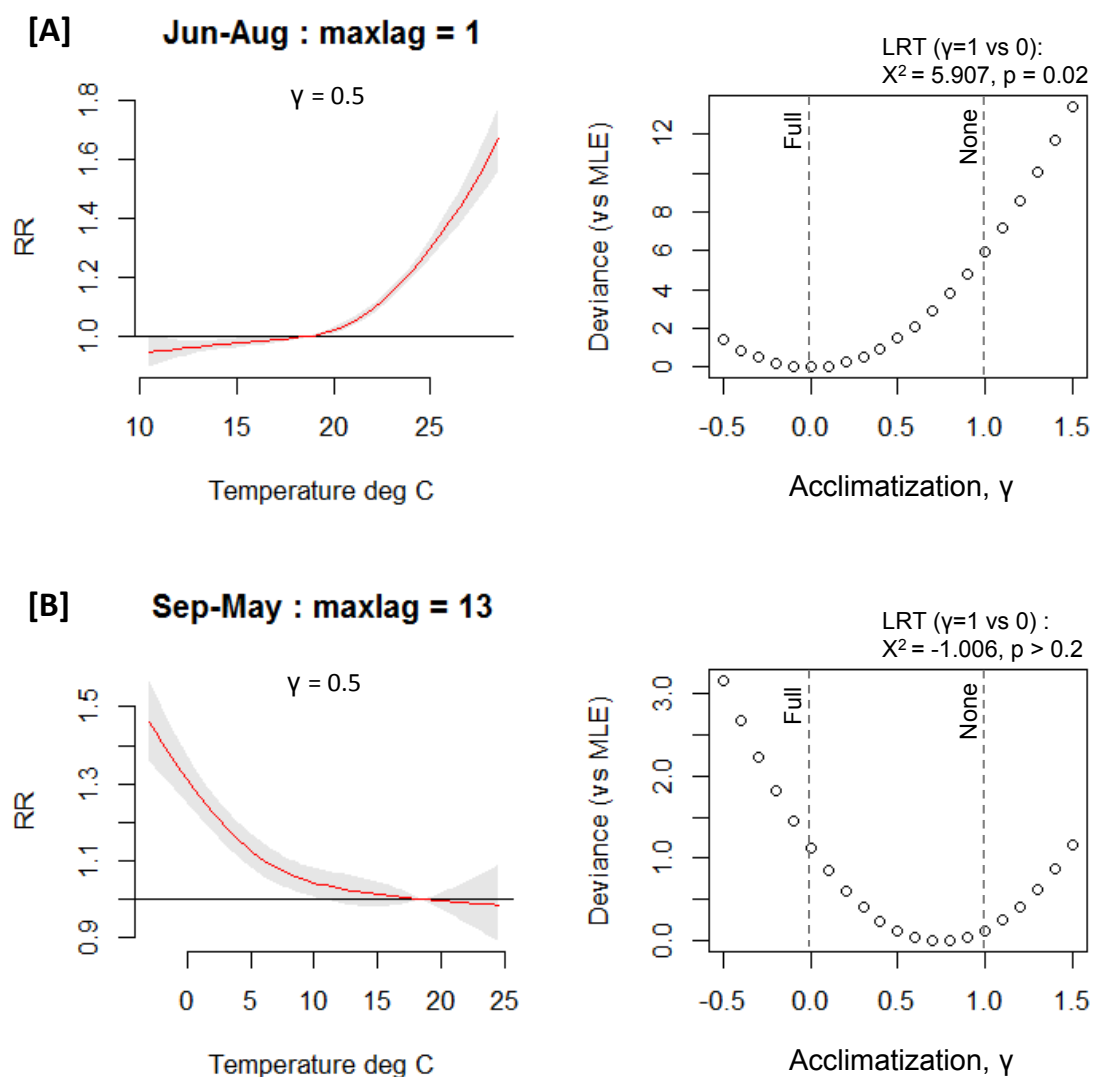 [A]
Jun-Aug : maxlag = 1
γ = 0.5
RR
1.0 1.2 1.4 1.6 1.8
10 15 20 25
Temperature deg C
LRT (γ=1 vs 0):
X² = 5.907, p = 0.02
Full
None
Deviance (vs MLE)
0 2 4 6 8 12
-0.5 0.0 0.5 1.0 1.5
Acclimatization, γ
[B]
Sep-May : maxlag = 13
γ = 0.5
RR
0.9 1.1 1.3 1.5
0 5 10 15 20 25
Temperature deg C
LRT (γ=1 vs 0) :
X² = -1.006, p > 0.2
Full
None
Deviance (vs MLE)
0.0 1.0 2.0 3.0
-0.5 0.0 0.5 1.0 1.5
Acclimatization, γ